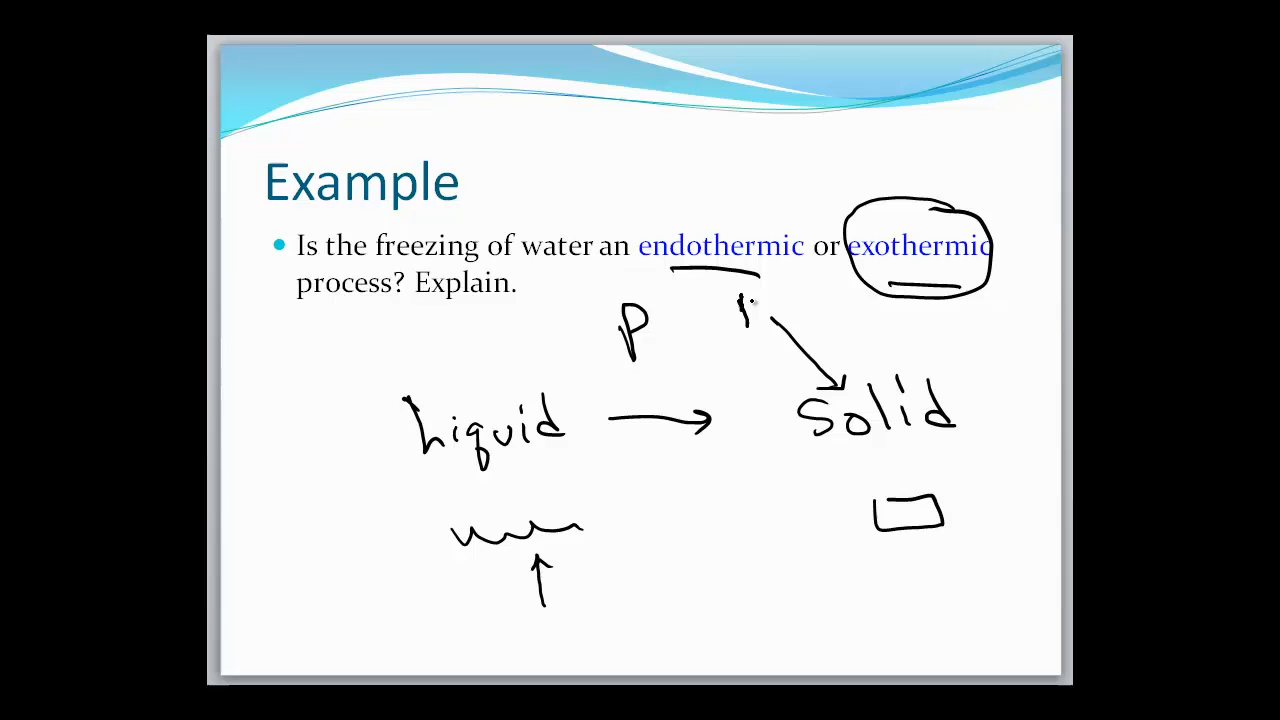 Example
Is the freezing of water an endothermic or exothermic
process? Explain.
P
Liquid → Solid